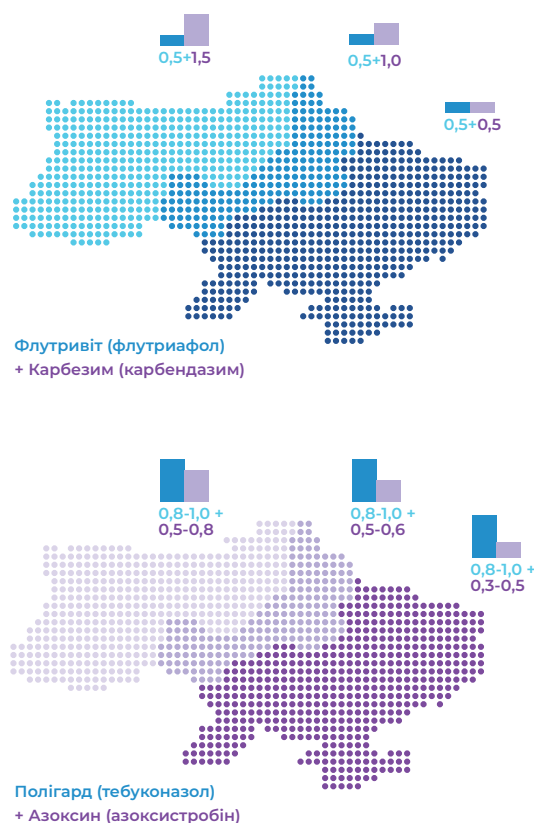 0,5+1,5
0,5+1,0
0,5+0,5
Флутривіт (флутриафол)
+ Карбезим (карбендазим)
0,8-1,0 +
0,5-0,8
0,8-1,0 +
0,5-0,6
0,8-1,0 +
0,3-0,5
Полігард (тебуконазол)
+ Азоксин (азоксистробін)